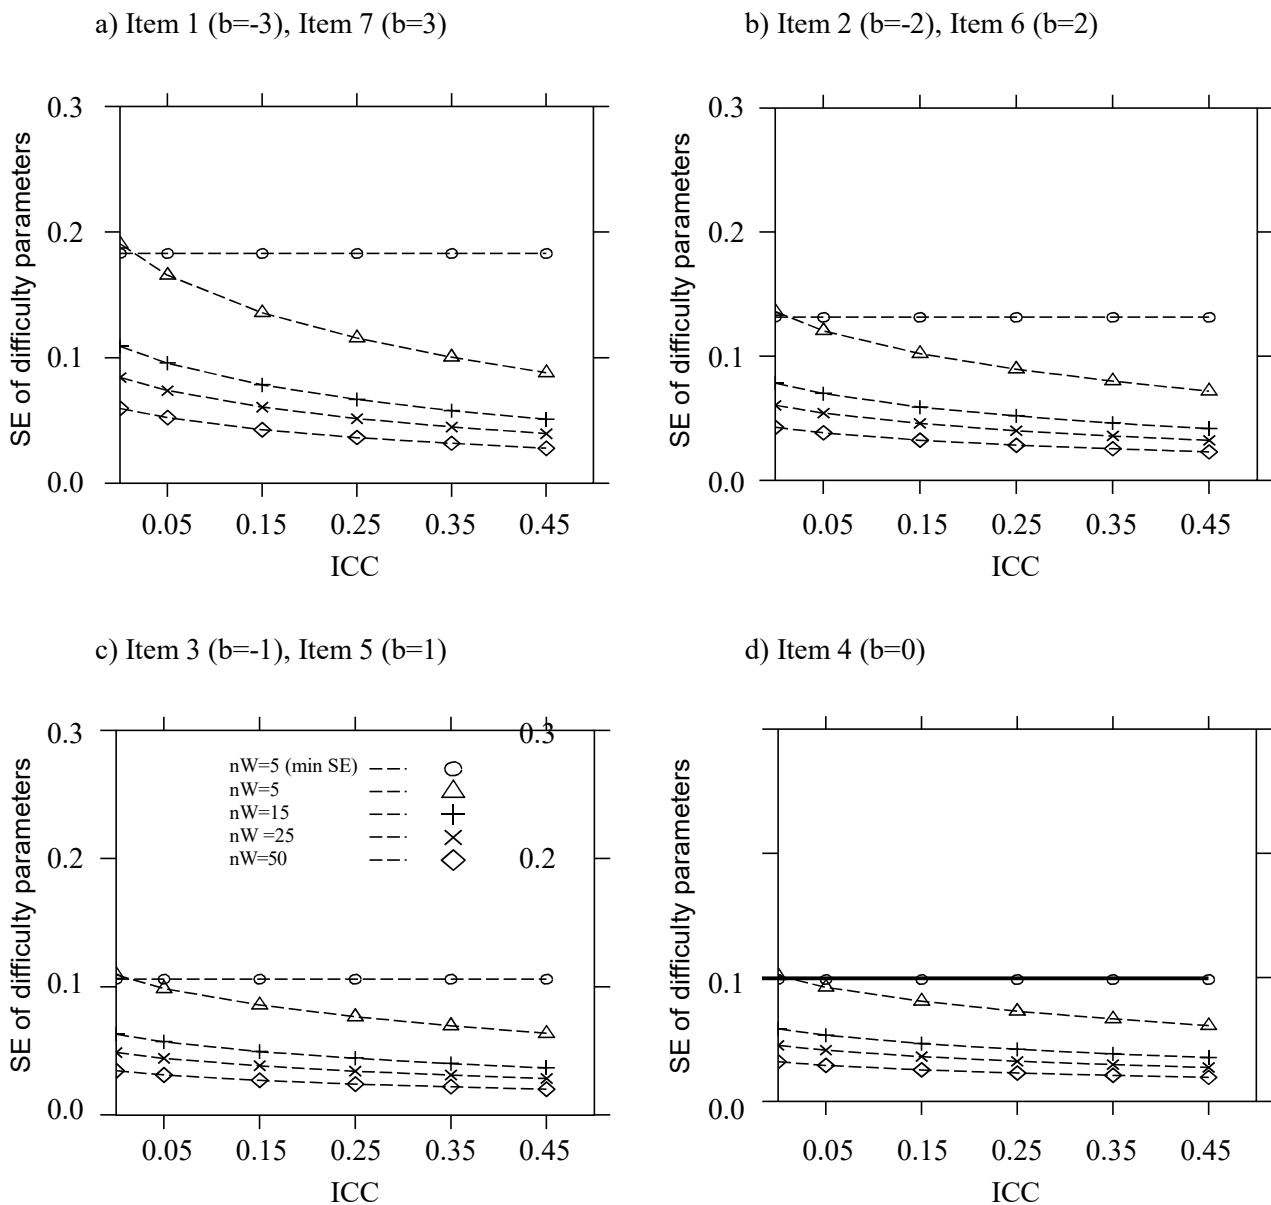 a) Item 1 (b=-3), Item 7 (b=3)
SE of difficulty parameters
0.3
0.2
0.1
0.0
0.05 0.15 0.25 0.35 0.45
ICC
b) Item 2 (b=-2), Item 6 (b=2)
SE of difficulty parameters
0.3
0.2
0.1
0.0
0.05 0.15 0.25 0.35 0.45
ICC
c) Item 3 (b=-1), Item 5 (b=1)
SE of difficulty parameters
0.3
0.2
0.1
0.0
nW=5 (min SE)
nW=5
nW=15
nW =25
nW=50
0.05 0.15 0.25 0.35 0.45
ICC
d) Item 4 (b=0)
0.3
0.2
SE of difficulty parameters
0.1
0.0
0.05 0.15 0.25 0.35 0.45
ICC